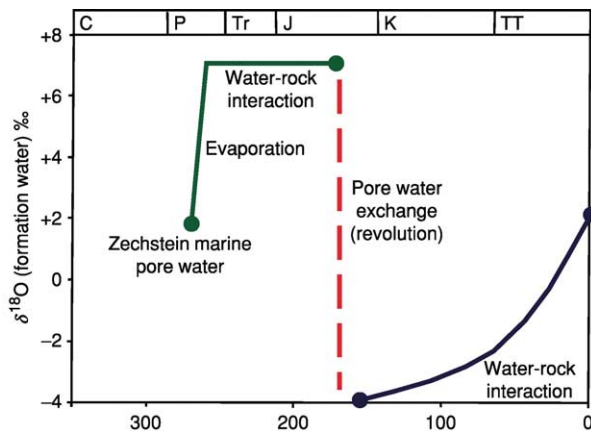 C P Tr J K TT
+8
+6
+4
+2
0
−2
−4
δ¹⁸O (formation water) ‰
Water-rock
interaction
Evaporation
Zechstein marine
pore water
Pore water
exchange
(revolution)
Water-rock
interaction
300 200 100 0